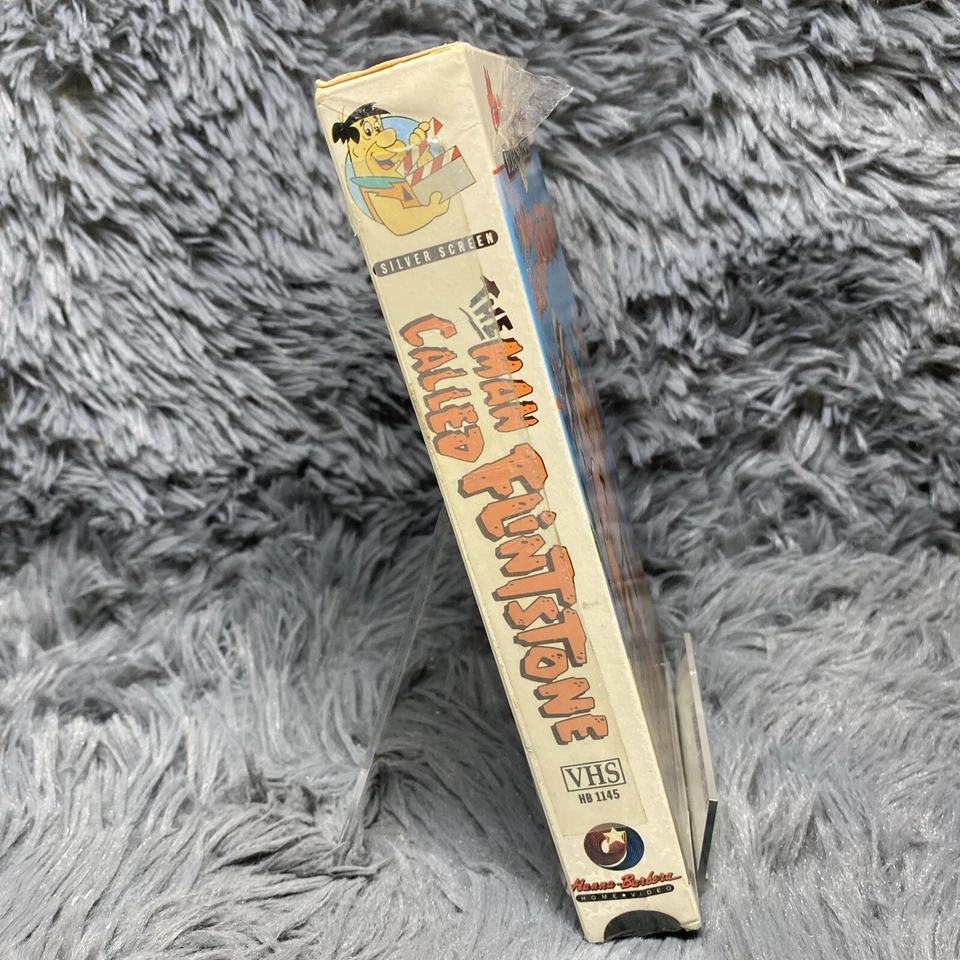 SILVER SCREEN
THE MAN
CALLED
FLINTSTONE
VHS
HB 1145
Hanna-Barbera
HOME★VIDEO